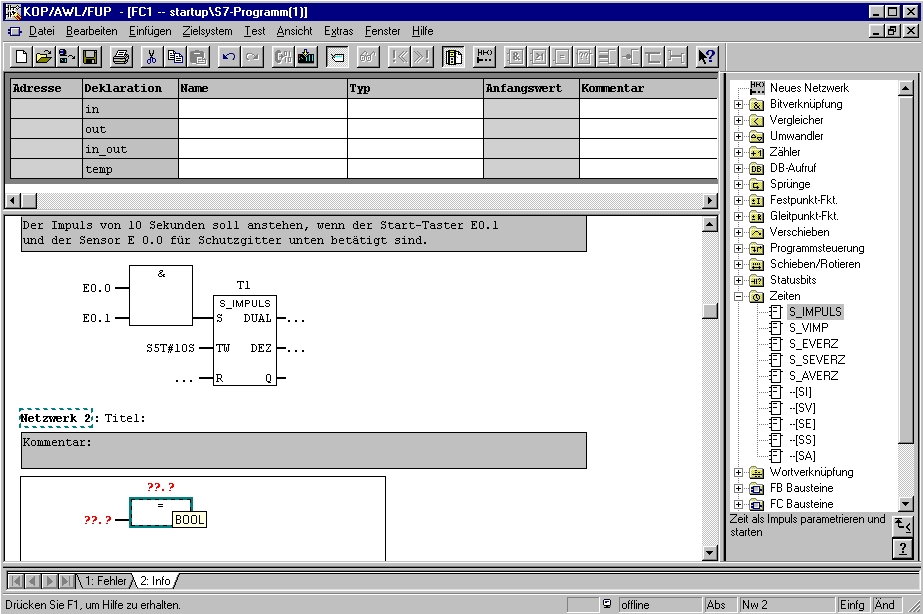 KOP/AWL/FUP - [FC1 -- startup\S7-Programm(1)]
Datei Bearbeiten Einfügen Zielsystem Test Ansicht Extras Fenster Hilfe
Adresse Deklaration Name Typ Anfangswert Kommentar
in
out
in_out
temp
Der Impuls von 10 Sekunden soll anstehen, wenn der Start-Taster E0.1
und der Sensor E 0.0 für Schutzgitter unten betätigt sind.
&
E0.0
T1
S_IMPULS
E0.1
S DUAL ...
S5T#10S TW DEZ ...
... R Q
Netzwerk 2: Titel:
Kommentar:
??.?
=
??.?
BOOL
Neues Netzwerk
Bitverknüpfung
Vergleicher
Umwandler
Zähler
DB-Aufruf
Sprünge
Festpunkt-Fkt.
Gleitpunkt-Fkt.
Verschieben
Programmsteuerung
Schieben/Rotieren
Statusbits
Zeiten
S_IMPULS
S_VIMP
S_EVERZ
S_SEVERZ
S_AVERZ
--[SI]
--[SV]
--[SE]
--[SS]
--[SA]
Wortverknüpfung
FB Bausteine
FC Bausteine
Zeit als Impuls parametrieren und
starten
1: Fehler 2: Info
Drücken Sie F1, um Hilfe zu erhalten.
offline Abs Nw 2 Einfg Änd